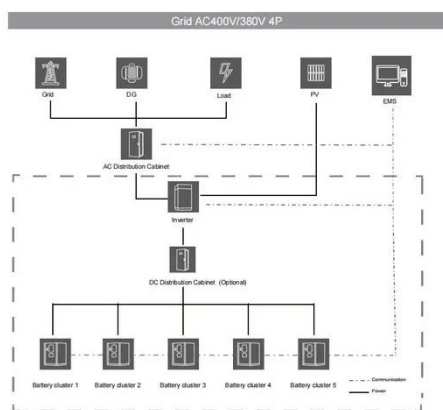 Grid AC400V/380V 4P
Grid
DG
Load
PV
EMS
AC Distribution Cabinet
Inverter
DC Distribution Cabinet (Optional)
Battery cluster 1
Battery cluster 2
Battery cluster 3
Battery cluster 4
Battery cluster 5
Communication
Power